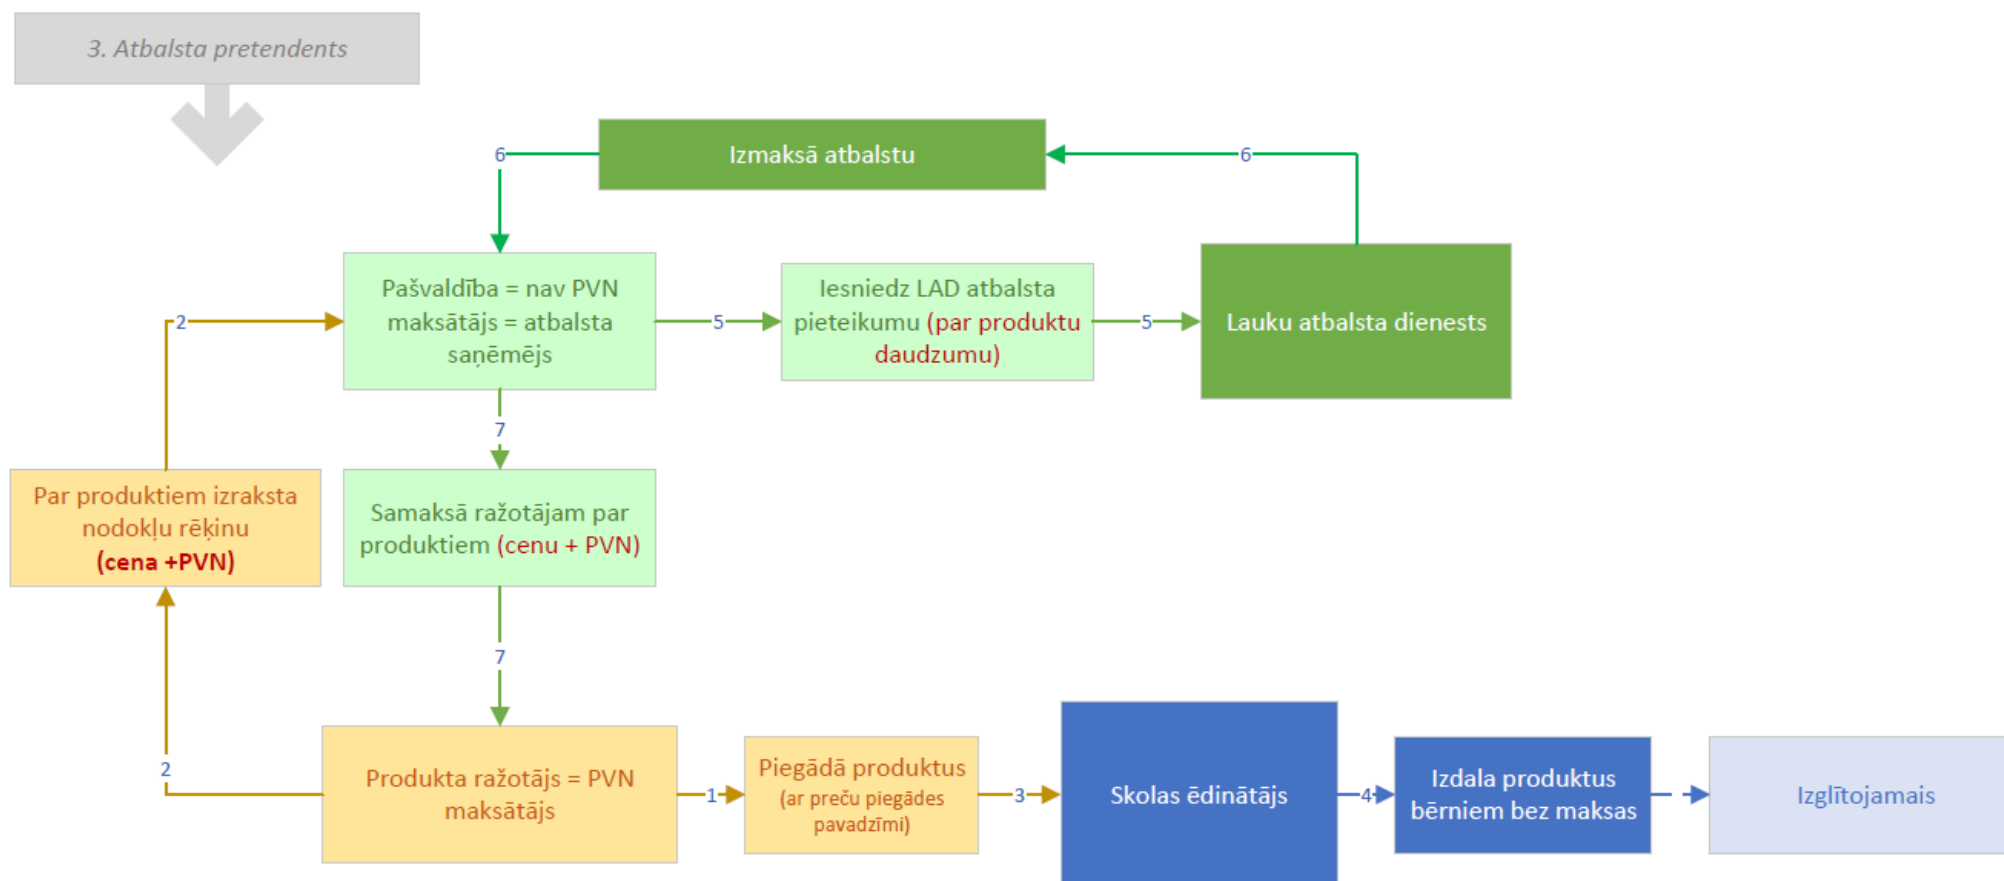 3. Atbalsta pretendents
Izmaksā atbalstu
6
6
Pašvaldība = nav PVN
maksātājs = atbalsta
saņēmējs
5
Iesniedz LAD atbalsta
pieteikumu (par produktu
daudzumu)
5
Lauku atbalsta dienests
2
7
Par produktiem izraksta
nodokļu rēķinu
(cena +PVN)
Samaksā ražotājam par
produktiem (cenu + PVN)
7
2
Produkta ražotājs = PVN
maksātājs
1
Piegādā produktus
(ar preču piegādes
pavadzīmi)
3
Skolas ēdinātājs
4
Izdala produktus
bērniem bez maksas
Izglītojamais